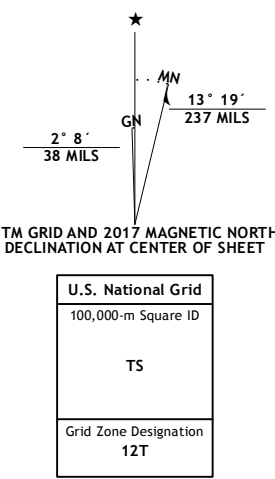 MN
GN
13° 19´
237 MILS
2° 8´
38 MILS
TM GRID AND 2017 MAGNETIC NORTH
DECLINATION AT CENTER OF SHEET
U.S. National Grid
100,000-m Square ID
TS
Grid Zone Designation
12T